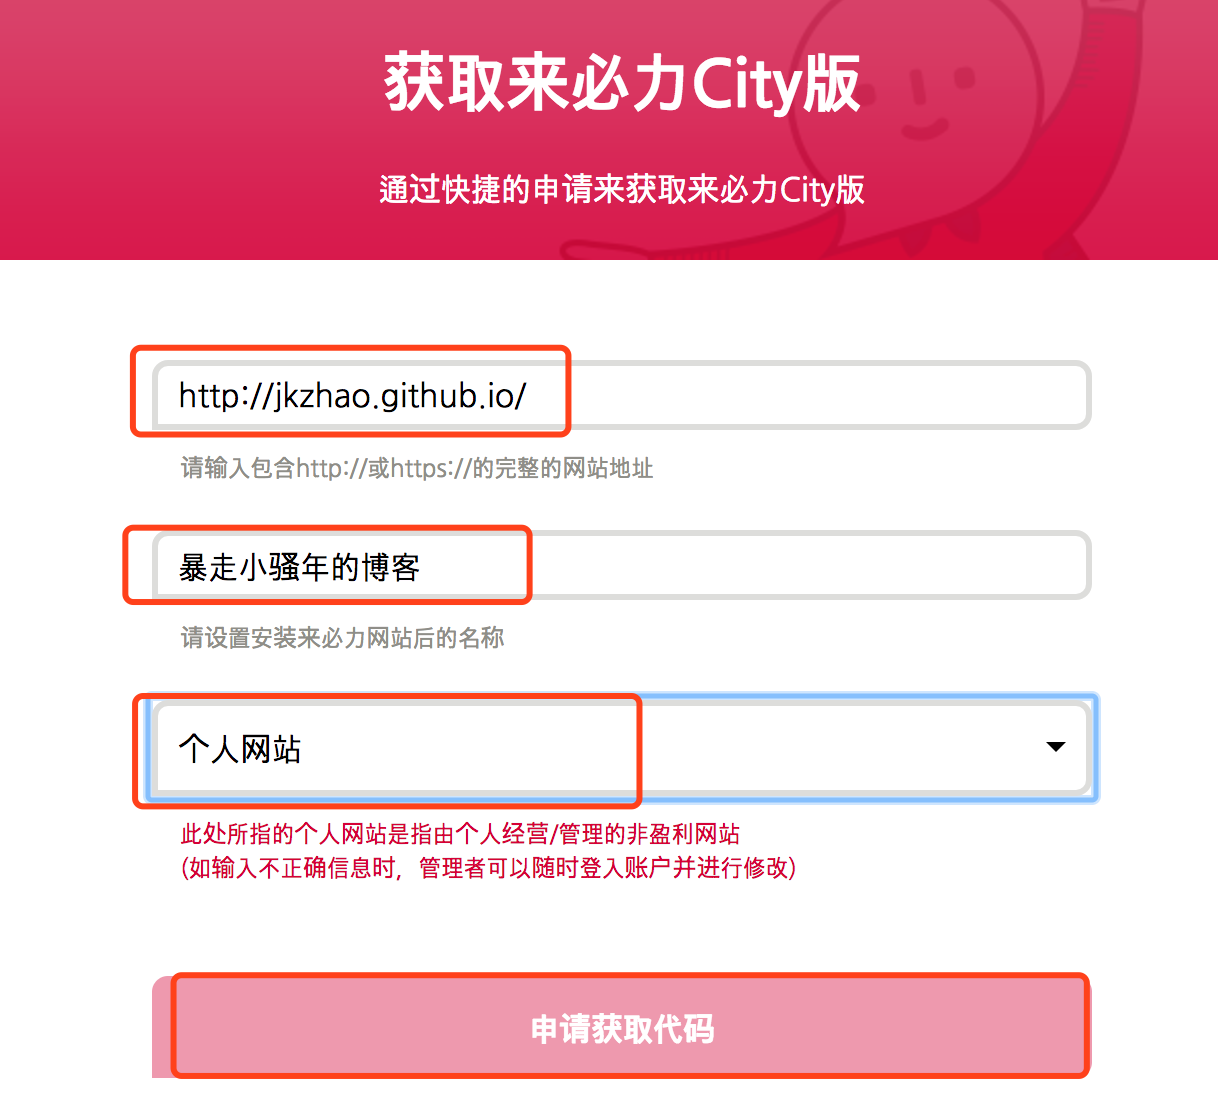 获取来必力City版
通过快捷的申请来获取来必力City版
http://jkzhao.github.io/
请输入包含http://或https://的完整的网站地址
暴走小骚年的博客
请设置安装来必力网站后的名称
个人网站
此处所指的个人网站是指由个人经营/管理的非盈利网站
(如输入不正确信息时，管理者可以随时登入账户并进行修改)
申请获取代码